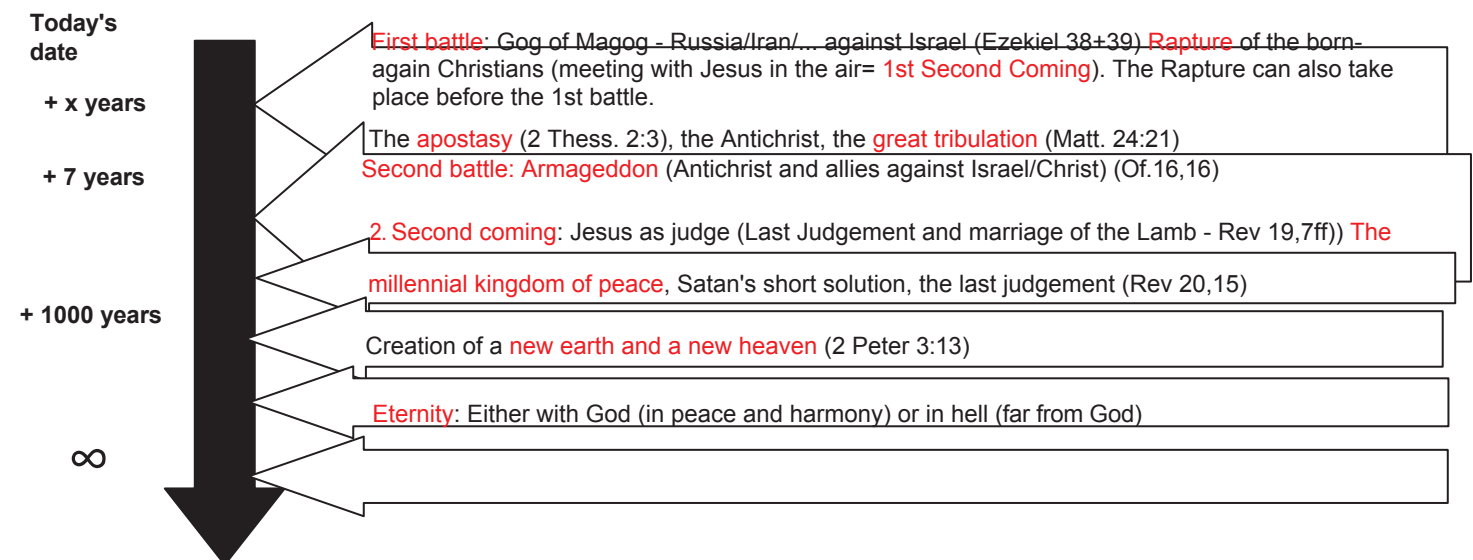 Today's
date
First battle: Gog of Magog - Russia/Iran/... against Israel (Ezekiel 38+39) Rapture of the born-
again Christians (meeting with Jesus in the air= 1st Second Coming). The Rapture can also take
+ x years
place before the 1st battle.
The apostasy (2 Thess. 2:3), the Antichrist, the great tribulation (Matt. 24:21)
+ 7 years
Second battle: Armageddon (Antichrist and allies against Israel/Christ) (Of.16,16)
2. Second coming: Jesus as judge (Last Judgement and marriage of the Lamb - Rev 19,7ff)) The
millennial kingdom of peace, Satan's short solution, the last judgement (Rev 20,15)
+ 1000 years
Creation of a new earth and a new heaven (2 Peter 3:13)
Eternity: Either with God (in peace and harmony) or in hell (far from God)
∞